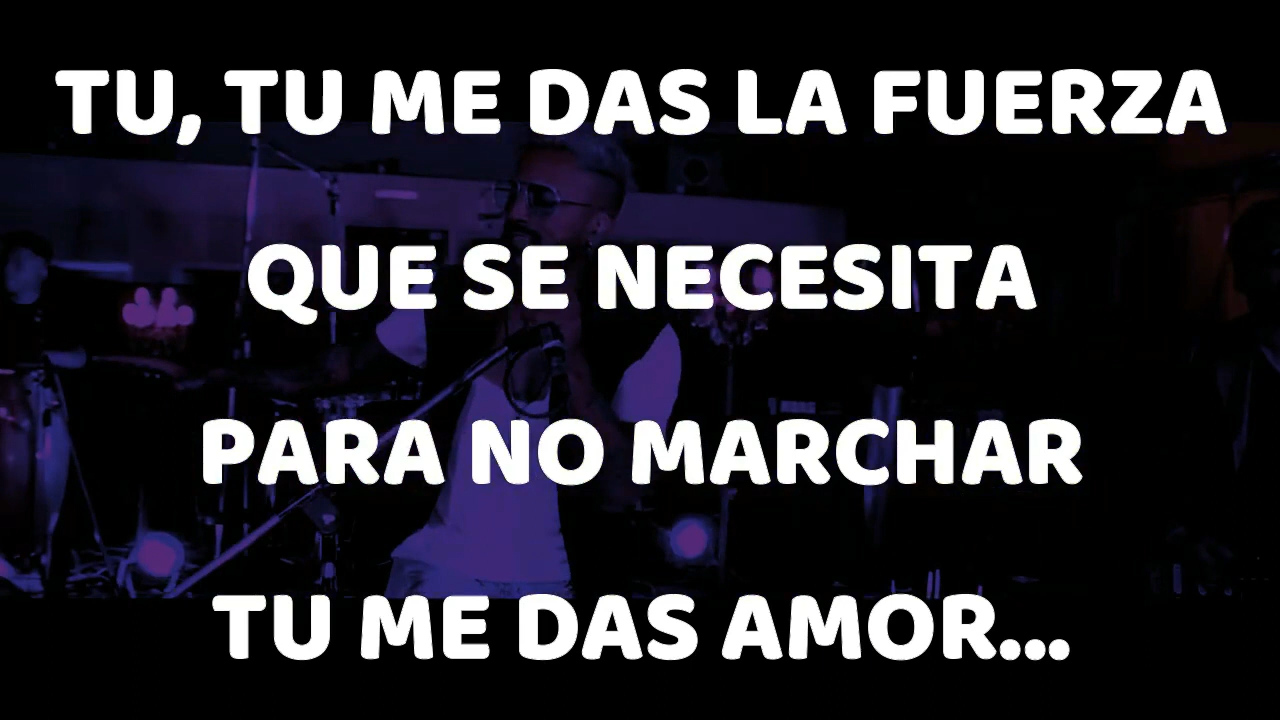 TU, TU ME DAS LA FUERZA
QUE SE NECESITA
PARA NO MARCHAR
TU ME DAS AMOR...